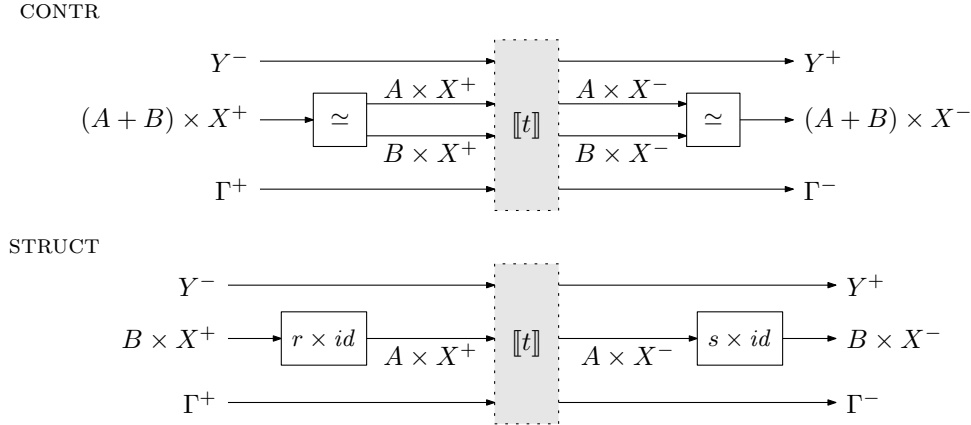 CONTR
Y⁻ Y⁺
A × X⁺ A × X⁻
(A + B) × X⁺ ≃ ⟦t⟧ ≃ (A + B) × X⁻
B × X⁺ B × X⁻
Γ⁺ Γ⁻
STRUCT
Y⁻ Y⁺
B × X⁺ r × id ⟦t⟧ s × id B × X⁻
A × X⁺ A × X⁻
Γ⁺ Γ⁻